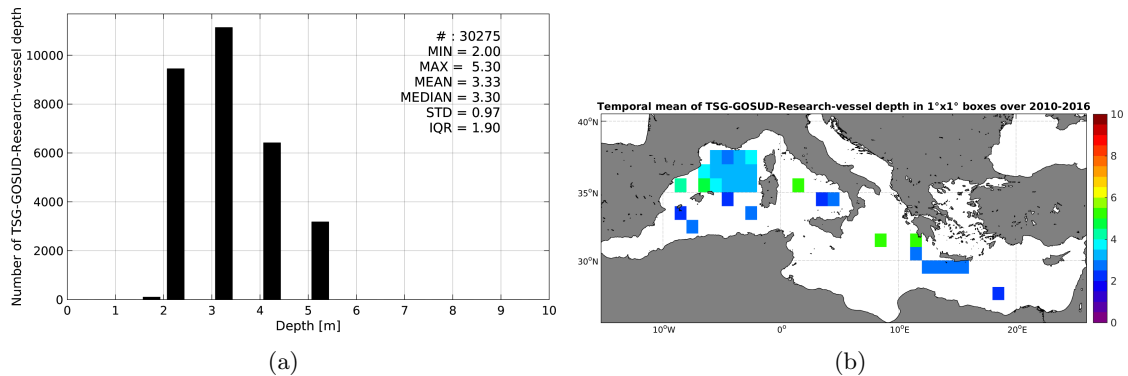 Number of TSG-GOSUD-Research-vessel depth
10000
8000
6000
4000
2000
0
# : 30275
MIN = 2.00
MAX = 5.30
MEAN = 3.33
MEDIAN = 3.30
STD = 0.97
IQR = 1.90
0 1 2 3 4 5 6 7 8 9 10
Depth [m]
(a)
Temporal mean of TSG-GOSUD-Research-vessel depth in 1°x1° boxes over 2010-2016
40°N
35°N
30°N
10°W 0° 10°E 20°E
10
8
6
4
2
0
(b)